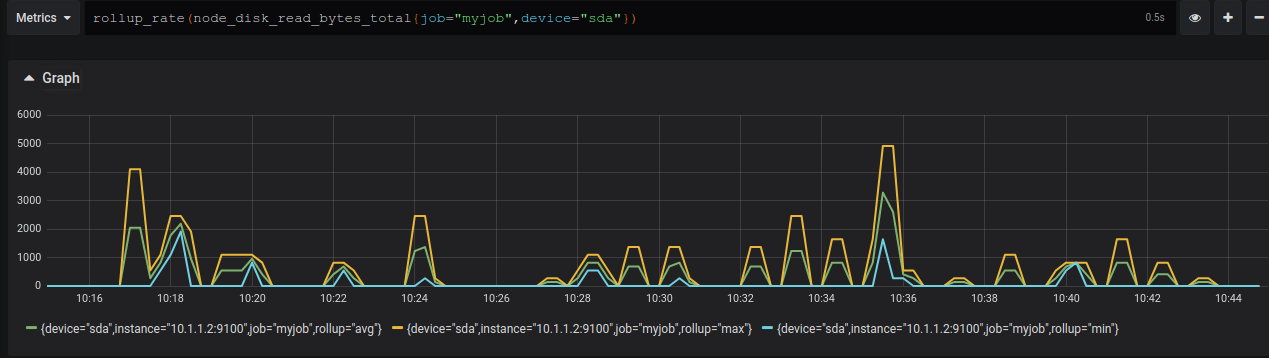 Metrics rollup_rate(node_disk_read_bytes_total{job="myjob",device="sda"}) 0.5s
Graph
6000
5000
4000
3000
2000
1000
0
10:16 10:18 10:20 10:22 10:24 10:26 10:28 10:30 10:32 10:34 10:36 10:38 10:40 10:42 10:44
{device="sda",instance="10.1.1.2:9100",job="myjob",rollup="avg"} {device="sda",instance="10.1.1.2:9100",job="myjob",rollup="max"} {device="sda",instance="10.1.1.2:9100",job="myjob",rollup="min"}